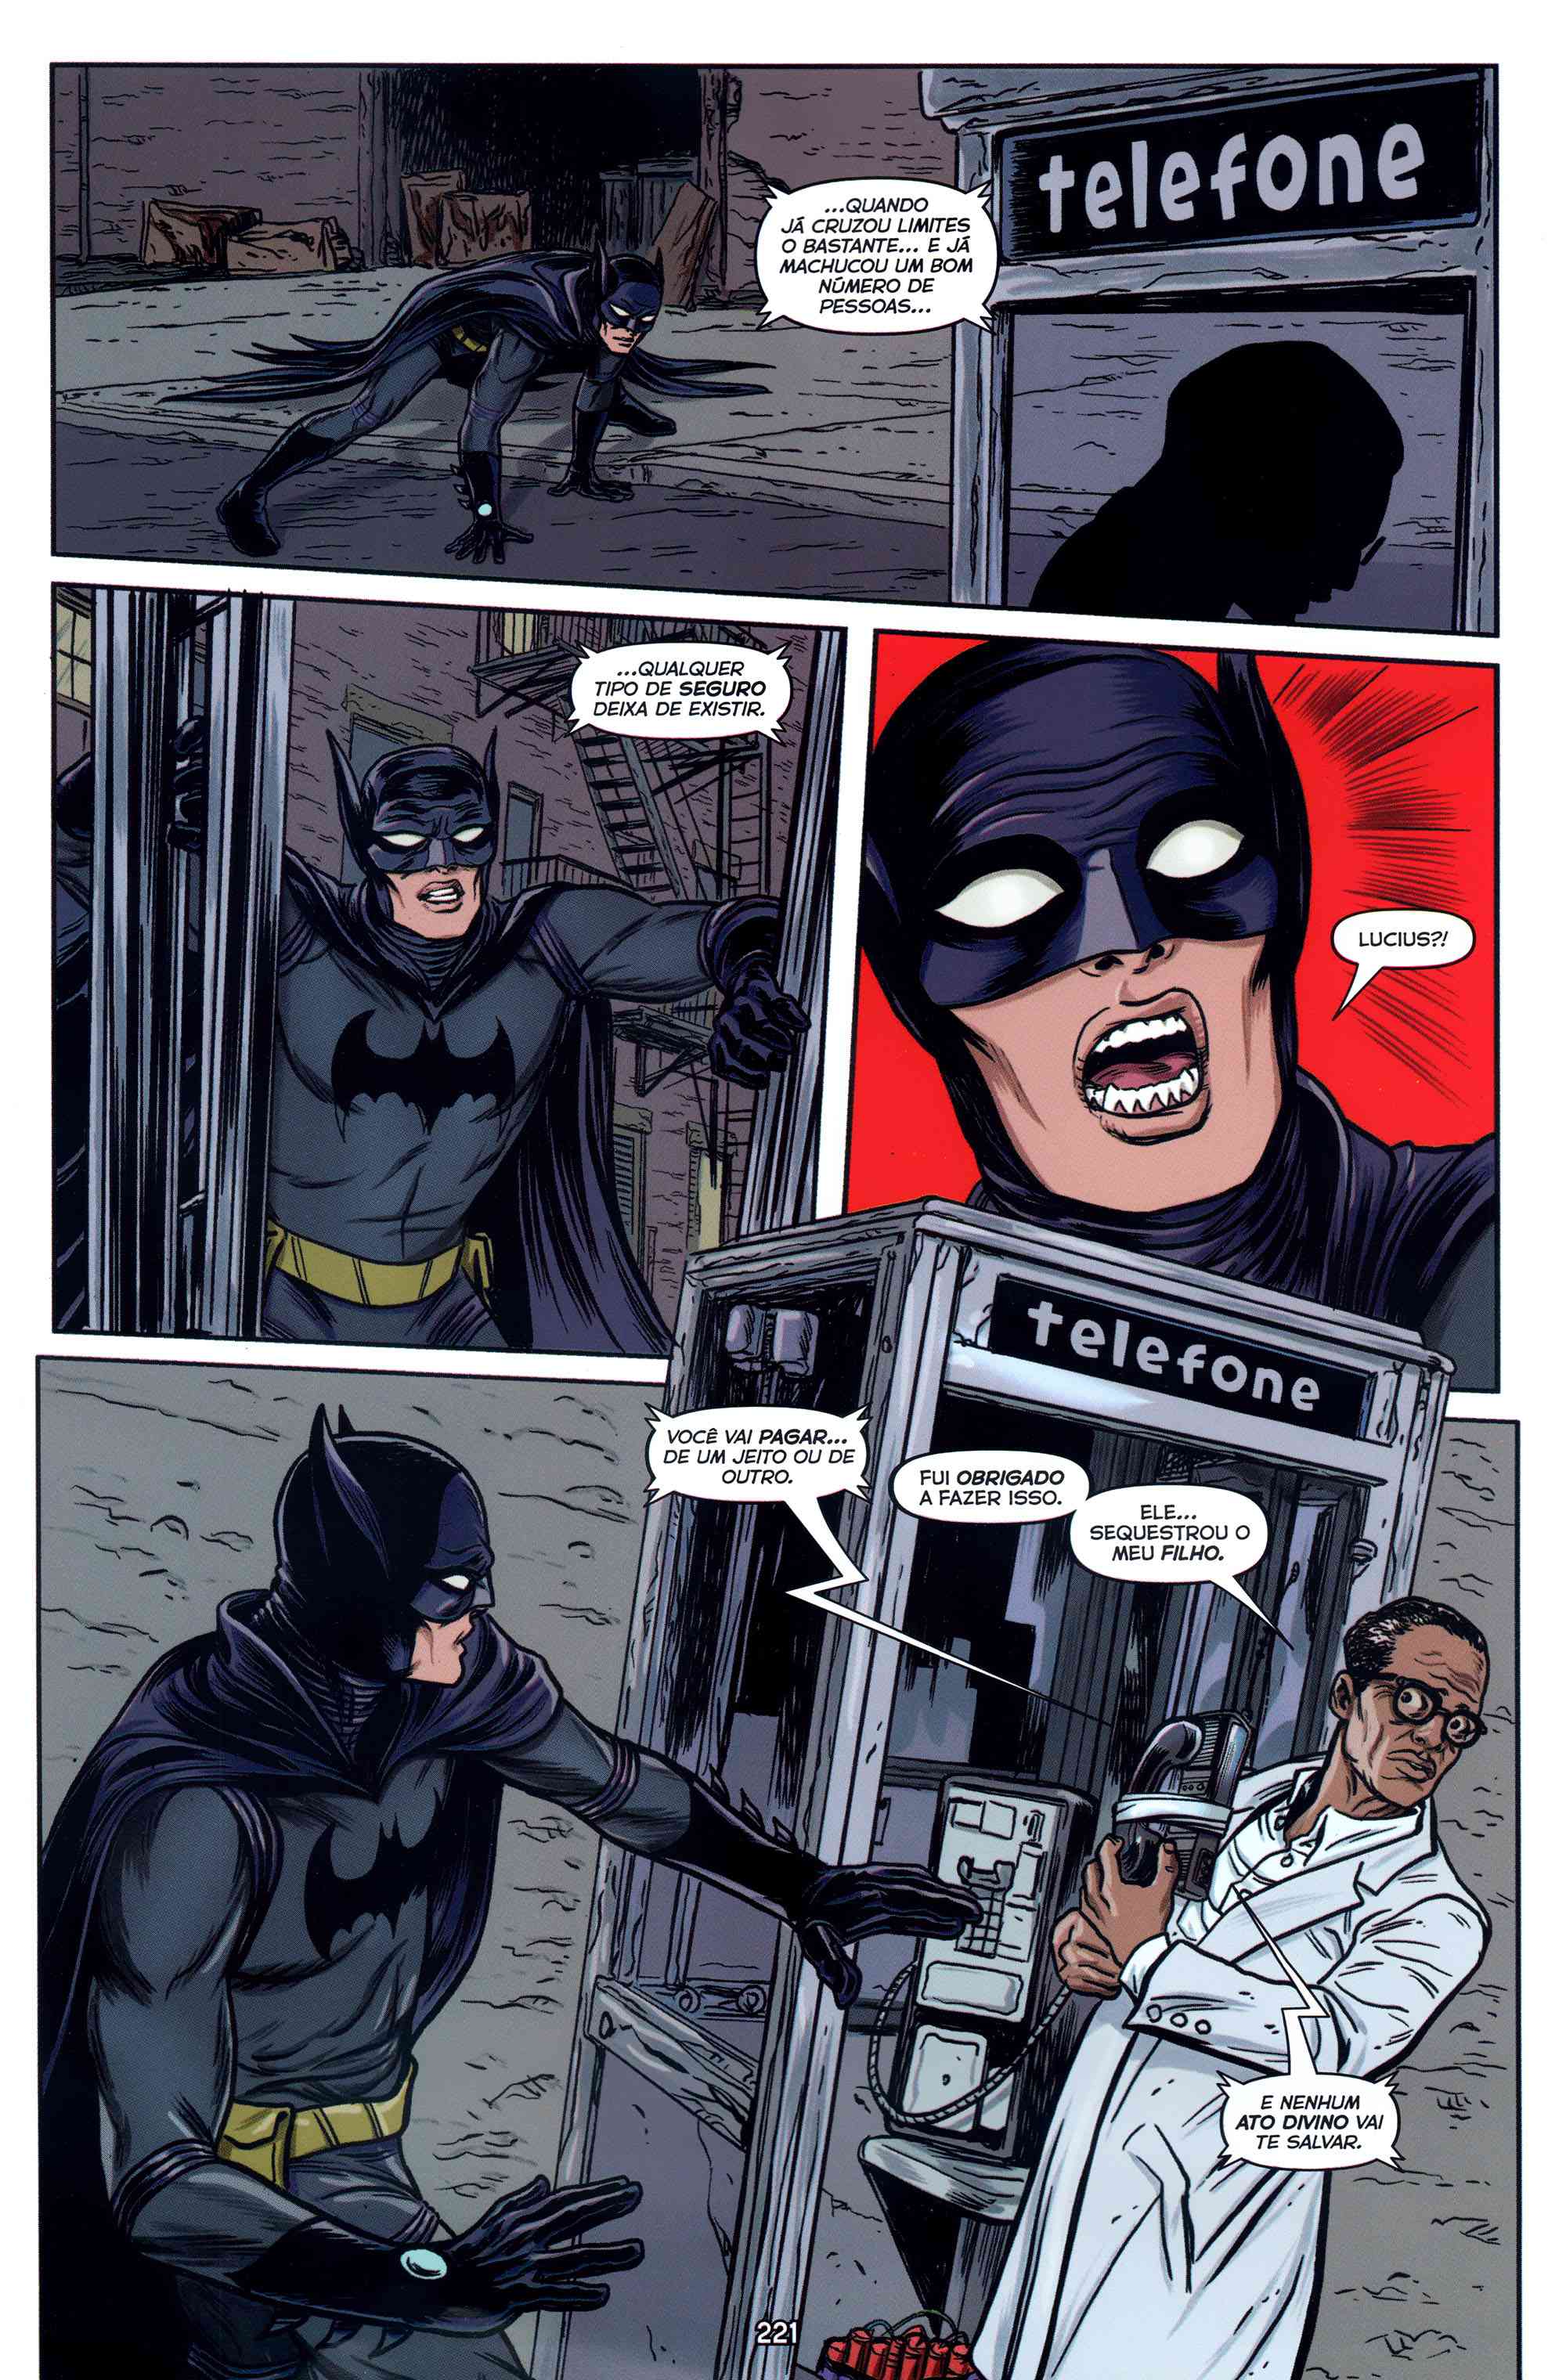 telefone
...QUANDO
JÁ CRUZOU LIMITES
O BASTANTE... E JÁ
MACHUCOU UM BOM
NÚMERO DE
PESSOAS...
...QUALQUER
TIPO DE SEGURO
DEIXA DE EXISTIR.
LUCIUS?!
telefone
VOCÊ VAI PAGAR...
DE UM JEITO OU DE
OUTRO.
FUI OBRIGADO
A FAZER ISSO.
ELE...
SEQUESTROU O
MEU FILHO.
E NENHUM
ATO DIVINO VAI
TE SALVAR.
221